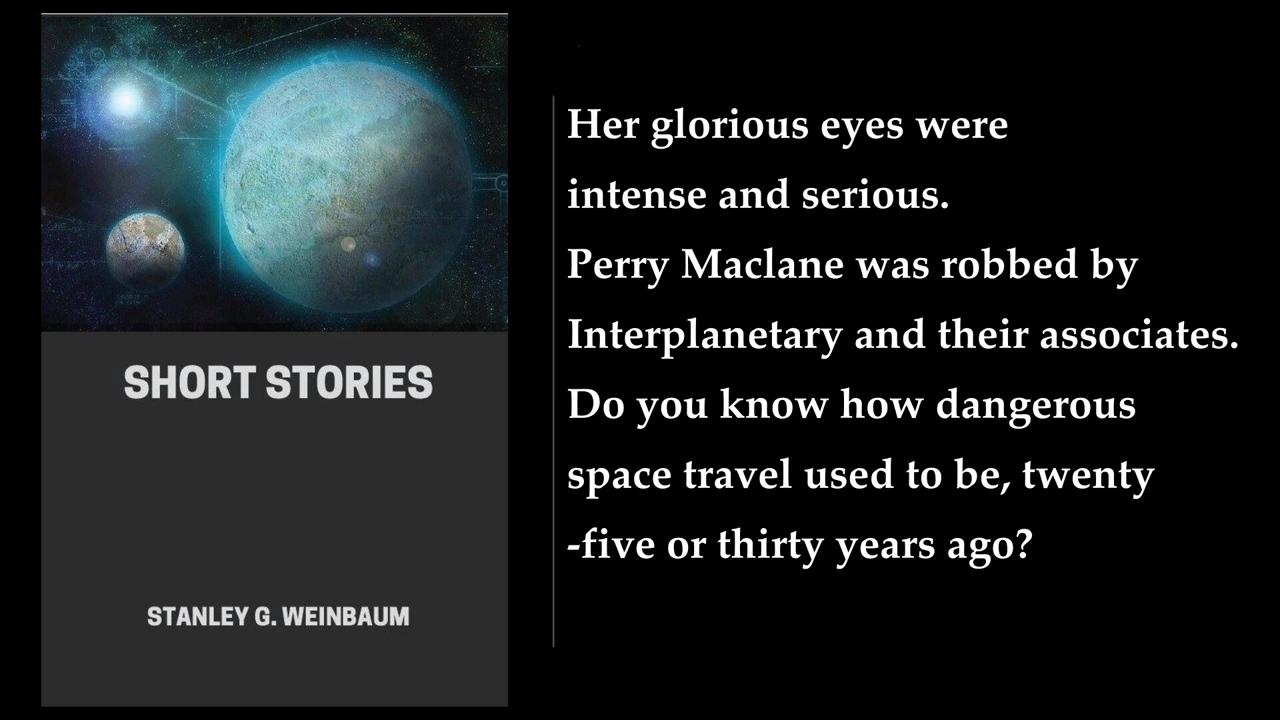 SHORT STORIES
STANLEY G. WEINBAUM
Her glorious eyes were
intense and serious.
Perry Maclane was robbed by
Interplanetary and their associates.
Do you know how dangerous
space travel used to be, twenty
-five or thirty years ago?